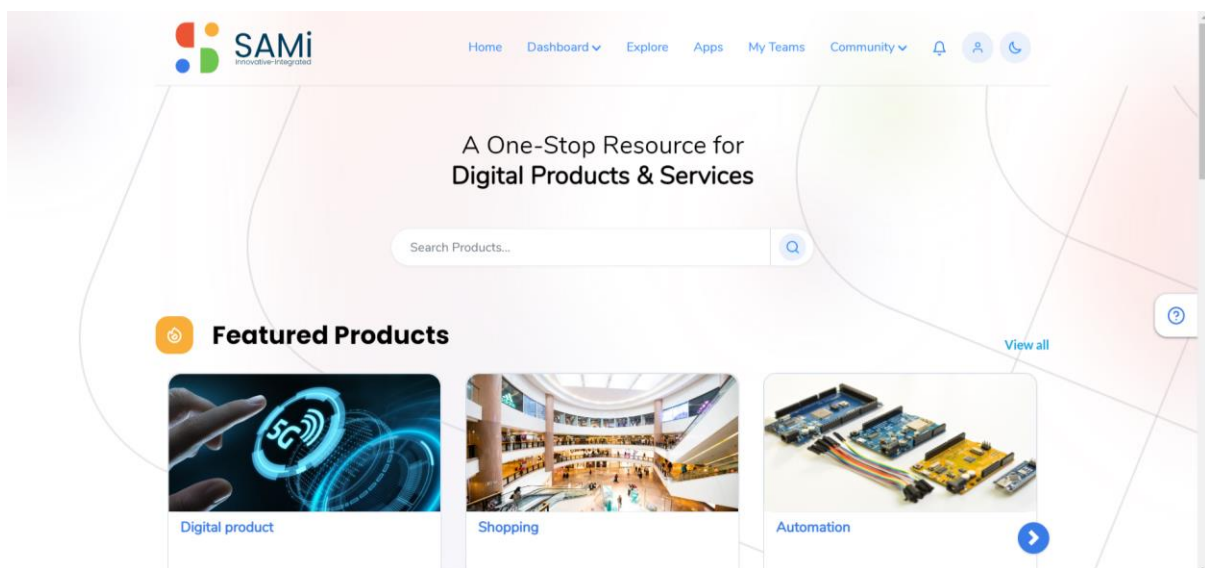 SAMi
Innovative-Integrated
Home Dashboard Explore Apps My Teams Community
A One-Stop Resource for
Digital Products & Services
Search Products...
Featured Products
View all
5G
Digital product
Shopping
Automation